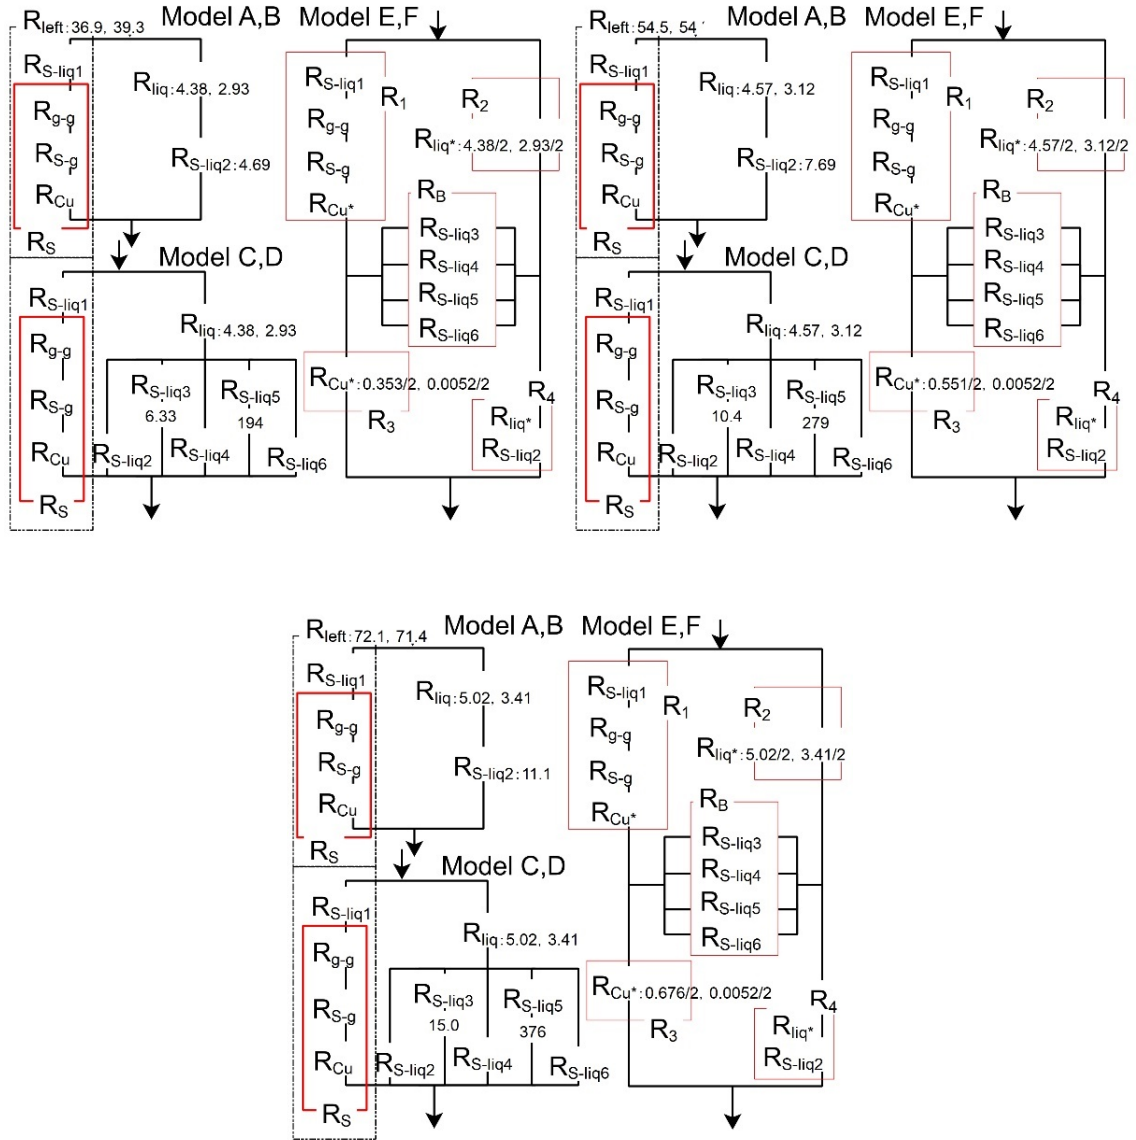 Model A,B Model E,F
Rleft:36.9, 39.3
RS-liq1
Rliq:4.38, 2.93
Rg-g
RS-g
RS-liq2:4.69
RCu
RS
RS-liq1
R1
Rg-g
RS-g
RCu*
R2
Rliq*:4.38/2, 2.93/2
RB
RS-liq3
RS-liq4
RS-liq5
RS-liq6
Model C,D
RS-liq1
Rliq:4.38, 2.93
Rg-g
RS-g
RCu
RS
RS-liq3
6.33
RS-liq5
194
RS-liq2
RS-liq4
RS-liq6
RCu*:0.353/2, 0.0052/2
R3
R4
Rliq*
RS-liq2
Model A,B Model E,F
Rleft:54.5, 54
RS-liq1
Rliq:4.57, 3.12
Rg-g
RS-g
RS-liq2:7.69
RCu
RS
RS-liq1
R1
Rg-g
RS-g
RCu*
R2
Rliq*:4.57/2, 3.12/2
RB
RS-liq3
RS-liq4
RS-liq5
RS-liq6
Model C,D
RS-liq1
Rliq:4.57, 3.12
Rg-g
RS-g
RCu
RS
RS-liq3
10.4
RS-liq5
279
RS-liq2
RS-liq4
RS-liq6
RCu*:0.551/2, 0.0052/2
R3
R4
Rliq*
RS-liq2
Model A,B Model E,F
Rleft:72.1, 71.4
RS-liq1
Rliq:5.02, 3.41
Rg-g
RS-g
RS-liq2:11.1
RCu
RS
RS-liq1
R1
Rg-g
RS-g
RCu*
R2
Rliq*:5.02/2, 3.41/2
RB
RS-liq3
RS-liq4
RS-liq5
RS-liq6
Model C,D
RS-liq1
Rliq:5.02, 3.41
Rg-g
RS-g
RCu
RS
RS-liq3
15.0
RS-liq5
376
RS-liq2
RS-liq4
RS-liq6
RCu*:0.676/2, 0.0052/2
R3
R4
Rliq*
RS-liq2